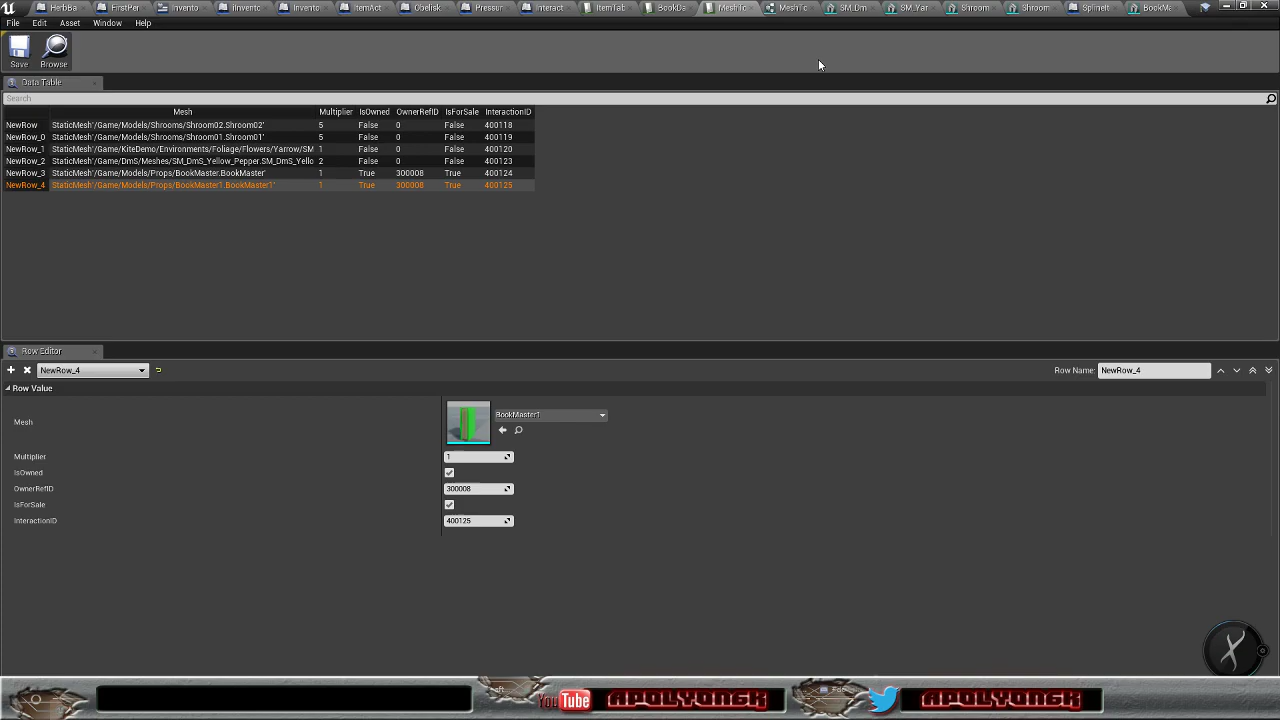 HerbBa FirstPer Invento iInvento Invento ItemAct Obelisk Pressur Interact ItemTab BookDa MeshTo Mesh SM_Dm SM_Yar Shroom Shroom SplineIt BookMa
File Edit Asset Window Help
Save Browse
Data Table
Search
Mesh Multiplier IsOwned OwnerRefID IsForSale InteractionID
NewRow StaticMesh'/Game/Models/Shrooms/Shroom02.Shroom02' 5 False 0 False 400118
NewRow_0 StaticMesh'/Game/Models/Shrooms/Shroom01.Shroom01' 5 False 0 False 400119
NewRow_1 StaticMesh'/Game/KiteDemo/Environments/Foliage/Flowers/Yarrow/SM 1 False 0 False 400120
NewRow_2 StaticMesh'/Game/DmS/Meshes/SM_DmS_Yellow_Pepper.SM_DmS_Yello 2 False 0 False 400123
NewRow_3 StaticMesh'/Game/Models/Props/BookMaster.BookMaster' 1 True 300008 True 400124
NewRow_4 StaticMesh'/Game/Models/Props/BookMaster1.BookMaster1' 1 True 300008 True 400125
Row Editor
NewRow_4 Row Name: NewRow_4
Row Value
Mesh BookMaster1
Multiplier 1
IsOwned
OwnerRefID 300008
IsForSale
InteractionID 400125
YouTube APOLYONGK APOLYONGK